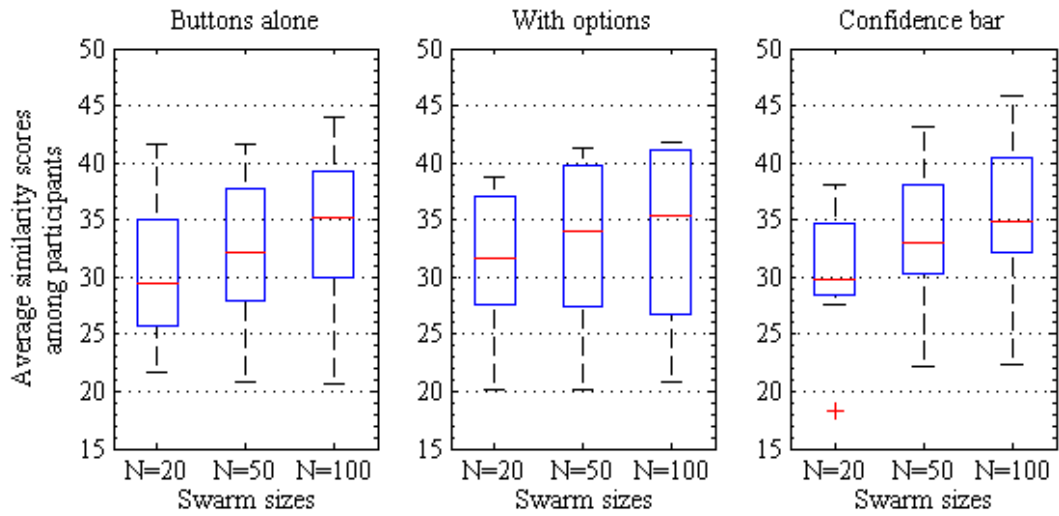 Buttons alone
With options
Confidence bar
Average similarity scores
among participants
50
45
40
35
30
25
20
15
N=20 N=50 N=100
Swarm sizes
50
45
40
35
30
25
20
15
N=20 N=50 N=100
Swarm sizes
50
45
40
35
30
25
20
15
N=20 N=50 N=100
Swarm sizes